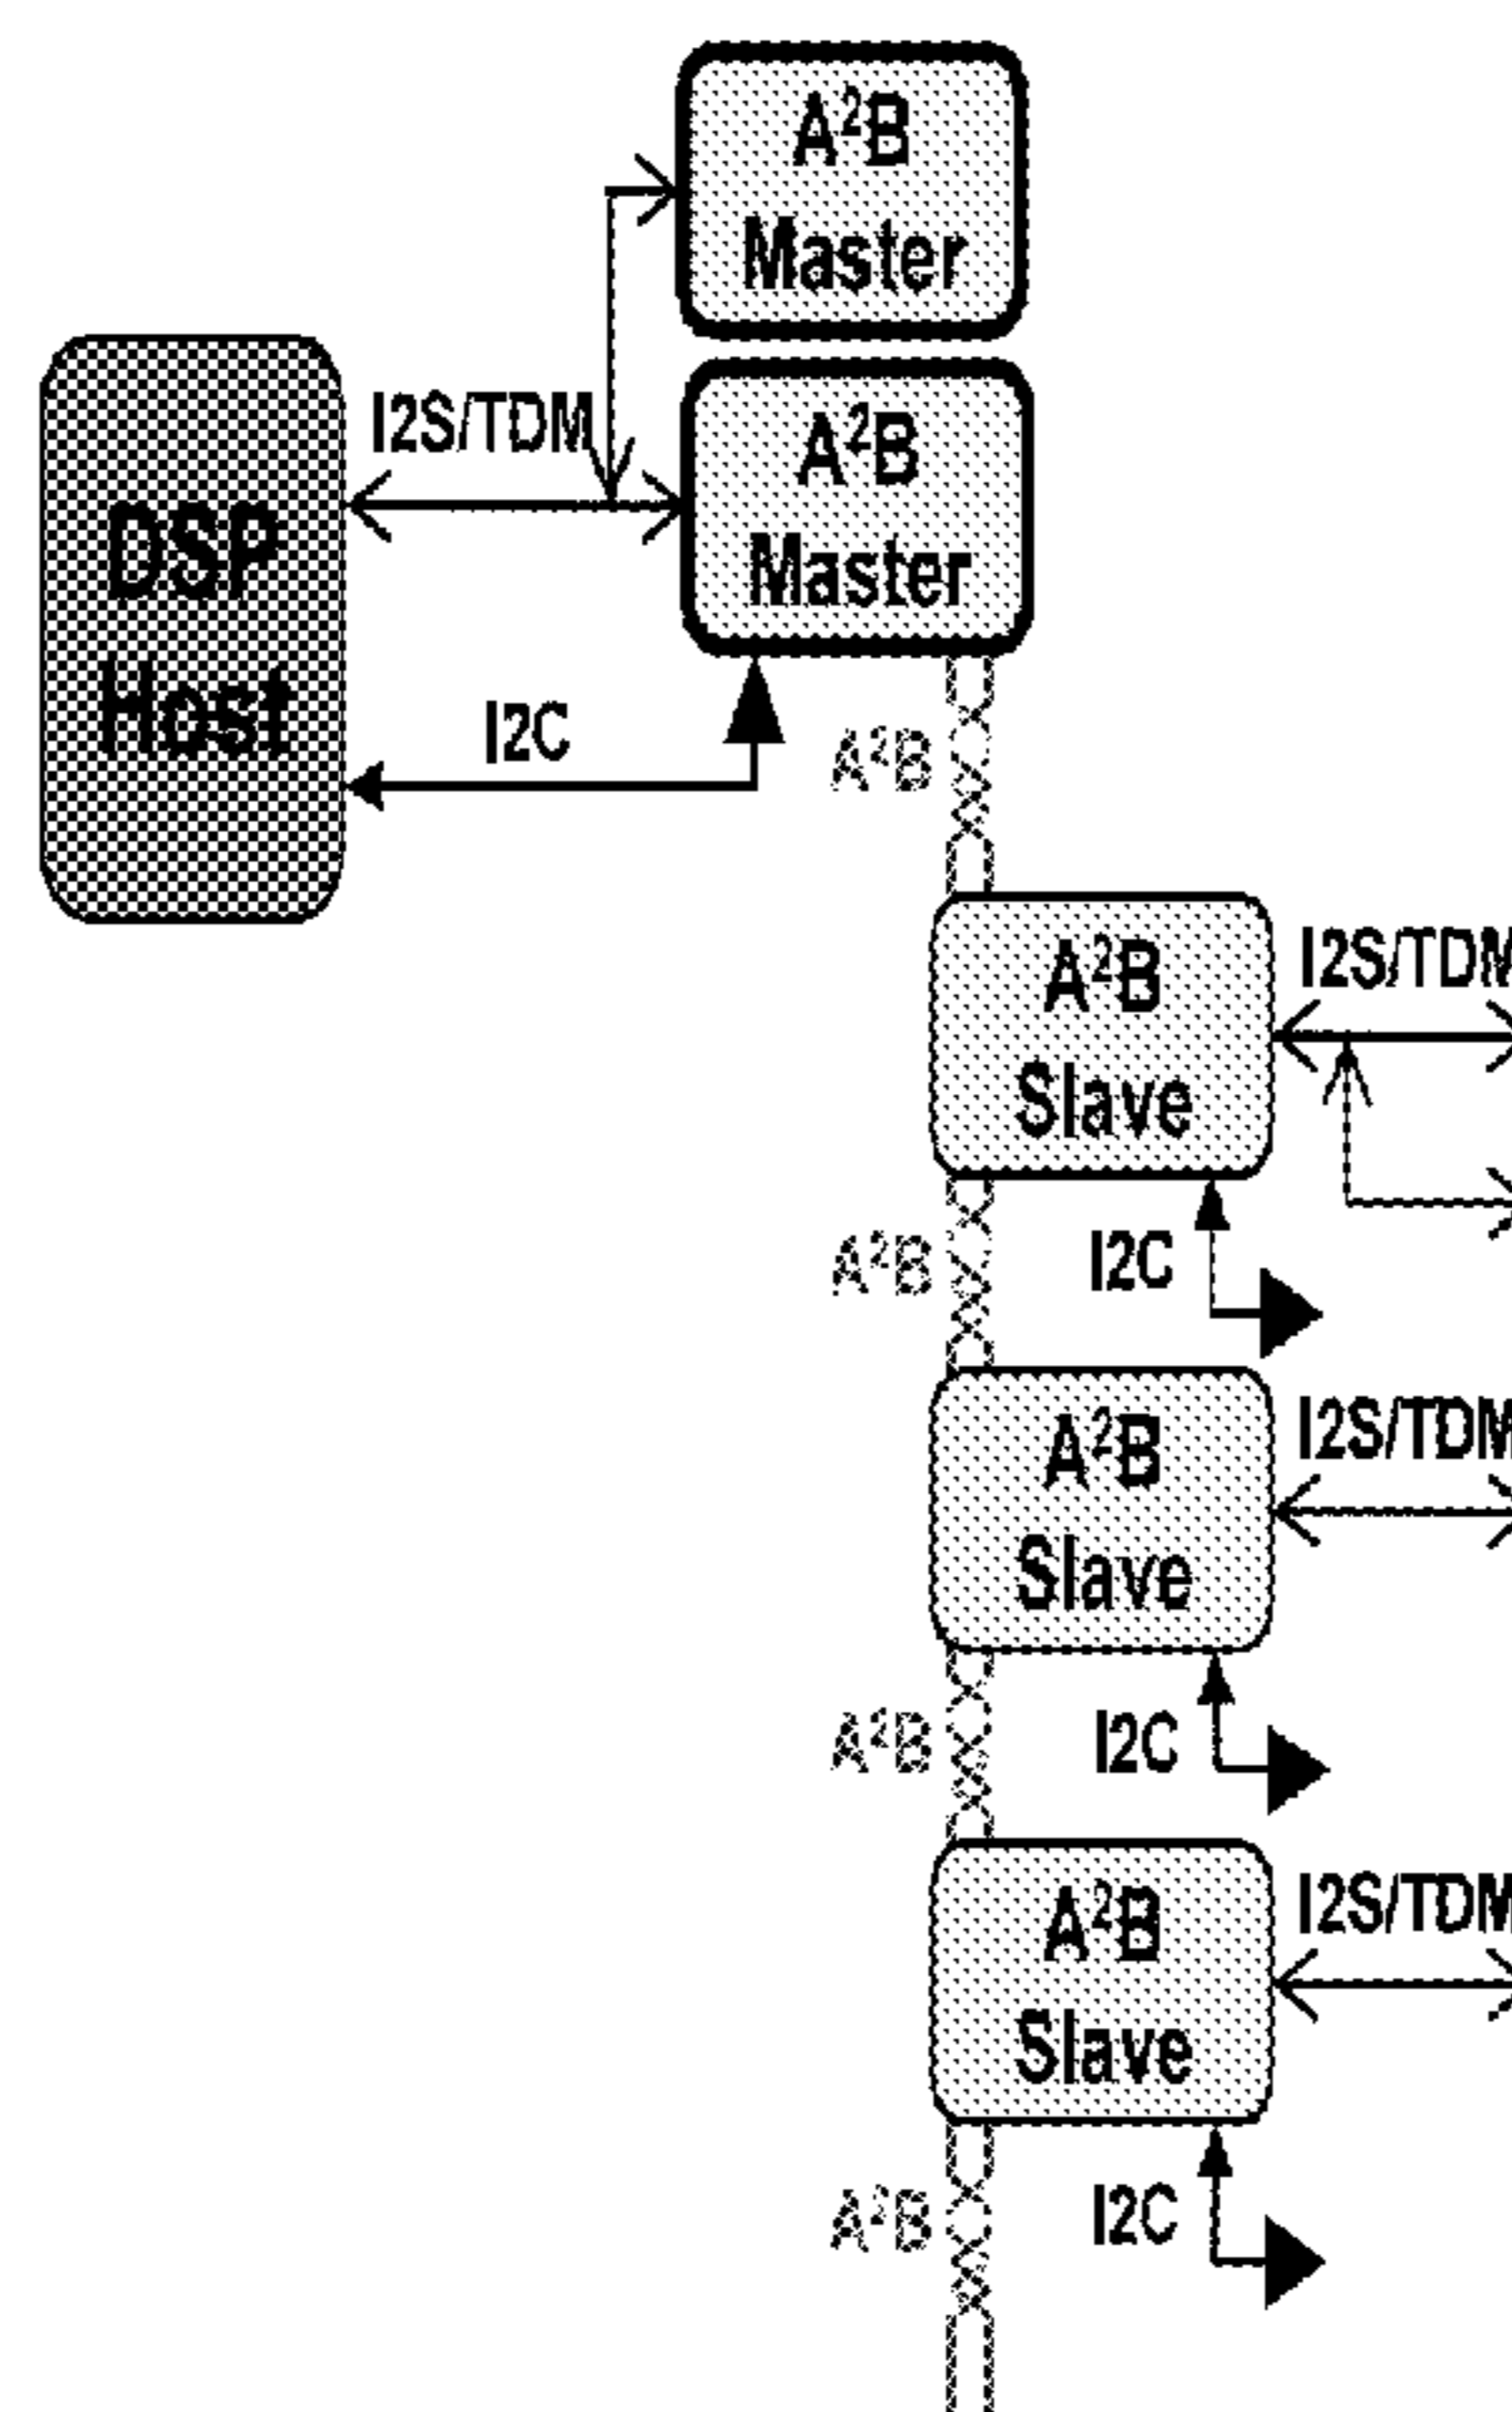 A²B
Master
I2S/TDM
A²B
Master
DSP
Host
I2C
A²B
A²B
Slave
I2S/TDM
A²B
I2C
A²B
Slave
I2S/TDM
A²B
I2C
A²B
Slave
I2S/TDM
A²B
I2C